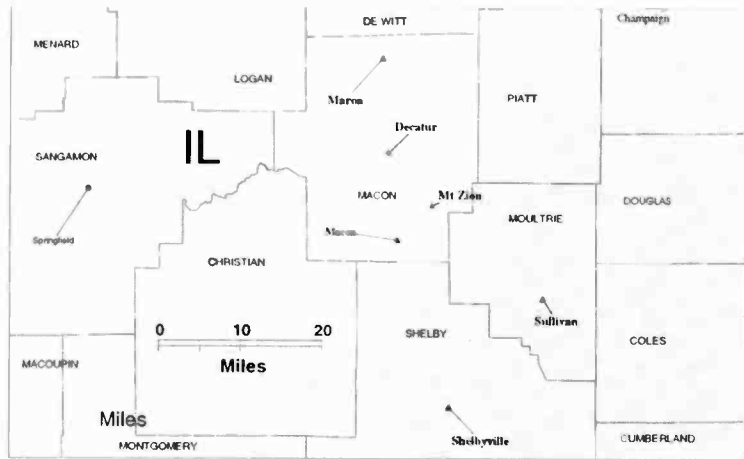 DE WITT
Champaign
MENARD
LOGAN
Maron
PIATT
Decatur
IL
SANGAMON
MACON
Mt Zion
MOULTRIE
DOUGLAS
Springfield
Macon
CHRISTIAN
0 10 20
Miles
SHELBY
Sullivan
COLES
MACOUPIN
Miles
MONTGOMERY
Shelbyville
CUMBERLAND